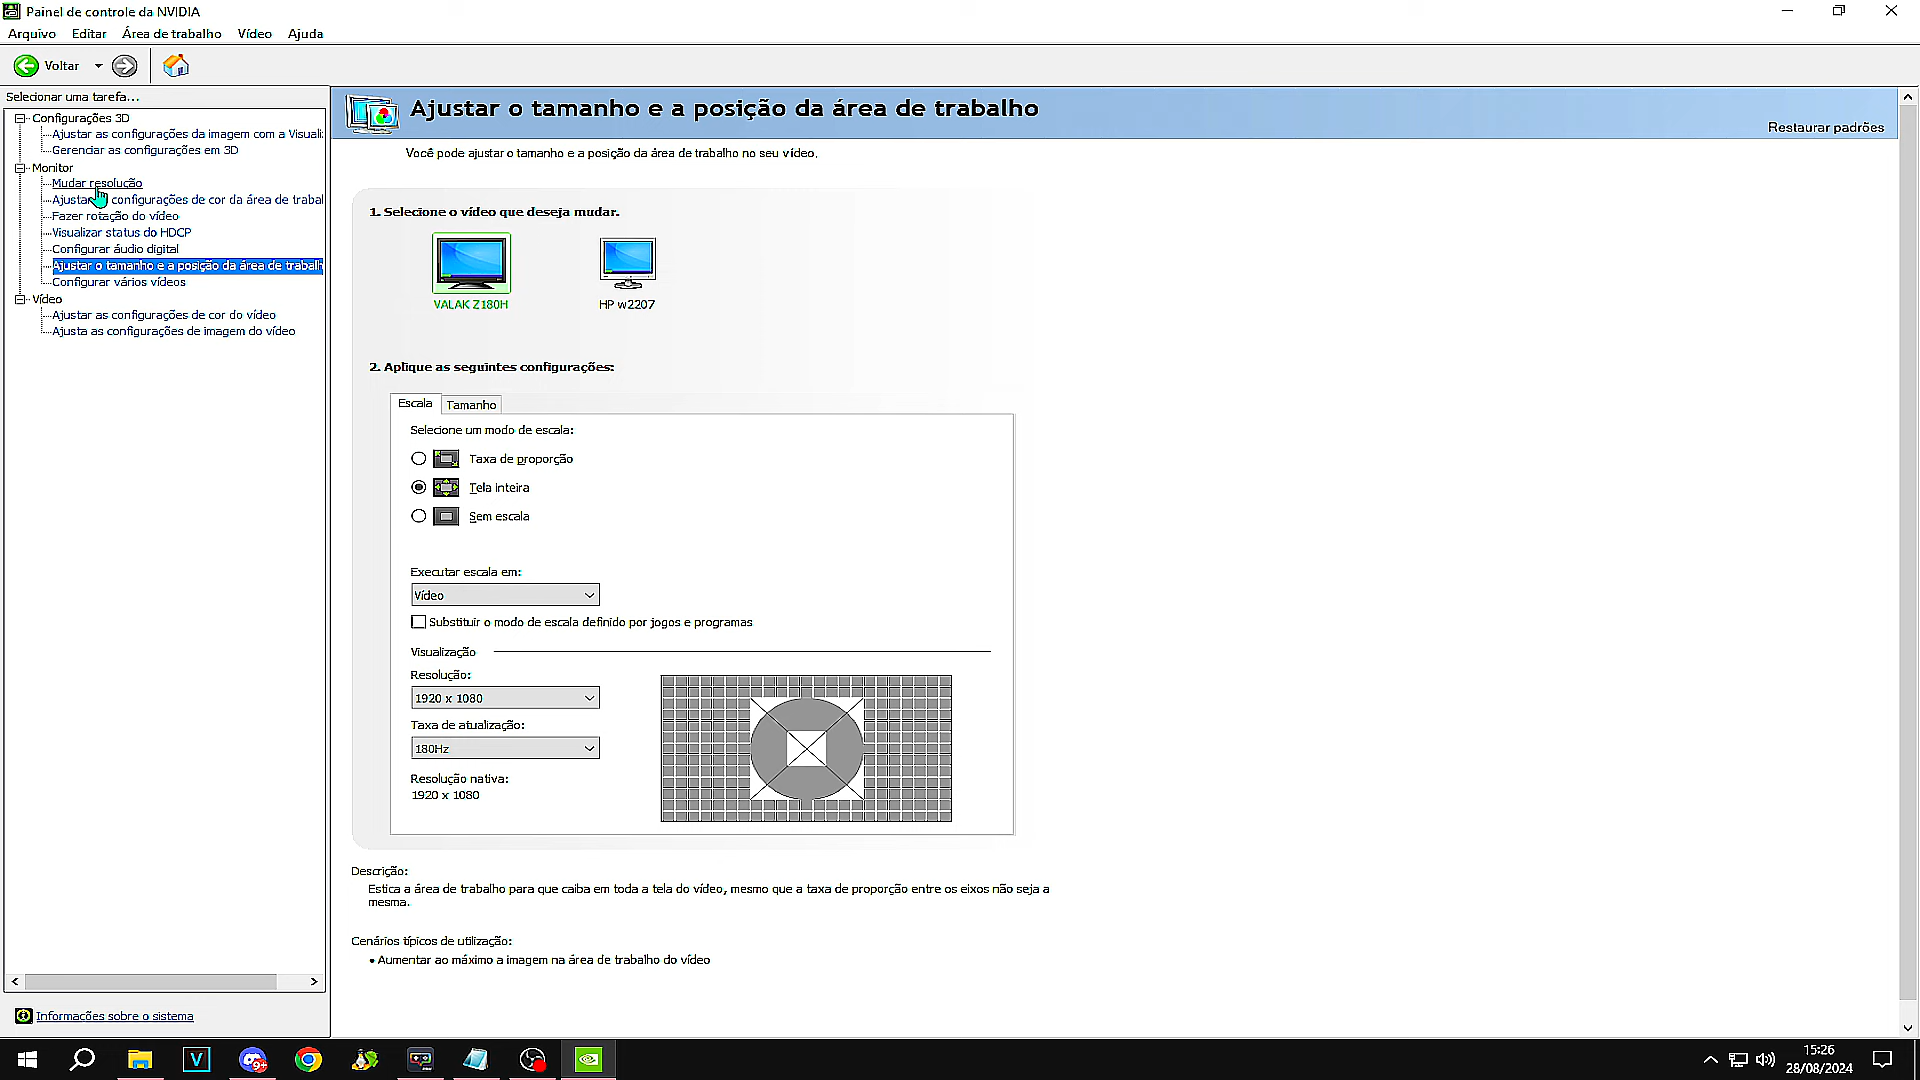 Painel de controle da NVIDIA
Arquivo Editar Área de trabalho Vídeo Ajuda
Voltar
Selecionar uma tarefa...
Configurações 3D
Ajustar as configurações da imagem com a Visuali
Gerenciar as configurações em 3D
Monitor
Mudar resolução
Ajustar configurações de cor da área de trabal
Fazer rotação do vídeo
Visualizar status do HDCP
Configurar áudio digital
Ajustar o tamanho e a posição da área de trabalh
Configurar vários vídeos
Vídeo
Ajustar as configurações de cor do vídeo
Ajusta as configurações de imagem do vídeo
Informações sobre o sistema
Ajustar o tamanho e a posição da área de trabalho
Restaurar padrões
Você pode ajustar o tamanho e a posição da área de trabalho no seu vídeo.
1. Selecione o vídeo que deseja mudar.
VALAK Z180H
HP w2207
2. Aplique as seguintes configurações:
Escala Tamanho
Selecione um modo de escala:
Taxa de proporção
Tela inteira
Sem escala
Executar escala em:
Vídeo
Substituir o modo de escala definido por jogos e programas
Visualização
Resolução:
1920 x 1080
Taxa de atualização:
180Hz
Resolução nativa:
1920 x 1080
Descrição:
Estica a área de trabalho para que caiba em toda a tela do vídeo, mesmo que a taxa de proporção entre os eixos não seja a
mesma.
Cenários típicos de utilização:
• Aumentar ao máximo a imagem na área de trabalho do vídeo
V
9+
15:26
28/08/2024